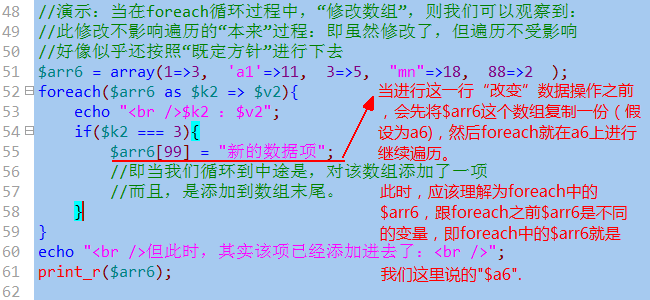 48 //演示：当在foreach循环过程中，“修改数组”，则我们可以观察到：
49 //此修改不影响遍历的“本来”过程：即虽然修改了，但遍历不受影响
50 //好像似乎还按照“既定方针”进行下去
51 $arr6 = array(1=>3, 'a1'=>11, 3=>5, "mn"=>18, 88=>2 );
52 foreach($arr6 as $k2 => $v2){
53 echo "<br />$k2 : $v2";
54 if($k2 === 3){
55 $arr6[99] = "新的数据项";
56 //即当我们循环到中途是，对该数组添加了一项
57 //而且，是添加到数组末尾。
58 }
59 }
60 echo "<br />但此时，其实该项已经添加进去了：<br />";
61 print_r($arr6);
62
当进行这一行“改变”数据操作之前
，会先将$arr6这个数组复制一份（假
设为a6)，然后foreach就在a6上进行
继续遍历。
此时，应该理解为foreach中的
$arr6，跟foreach之前$arr6是不同
的变量，即foreach中的$arr6就是
我们这里说的"$a6".